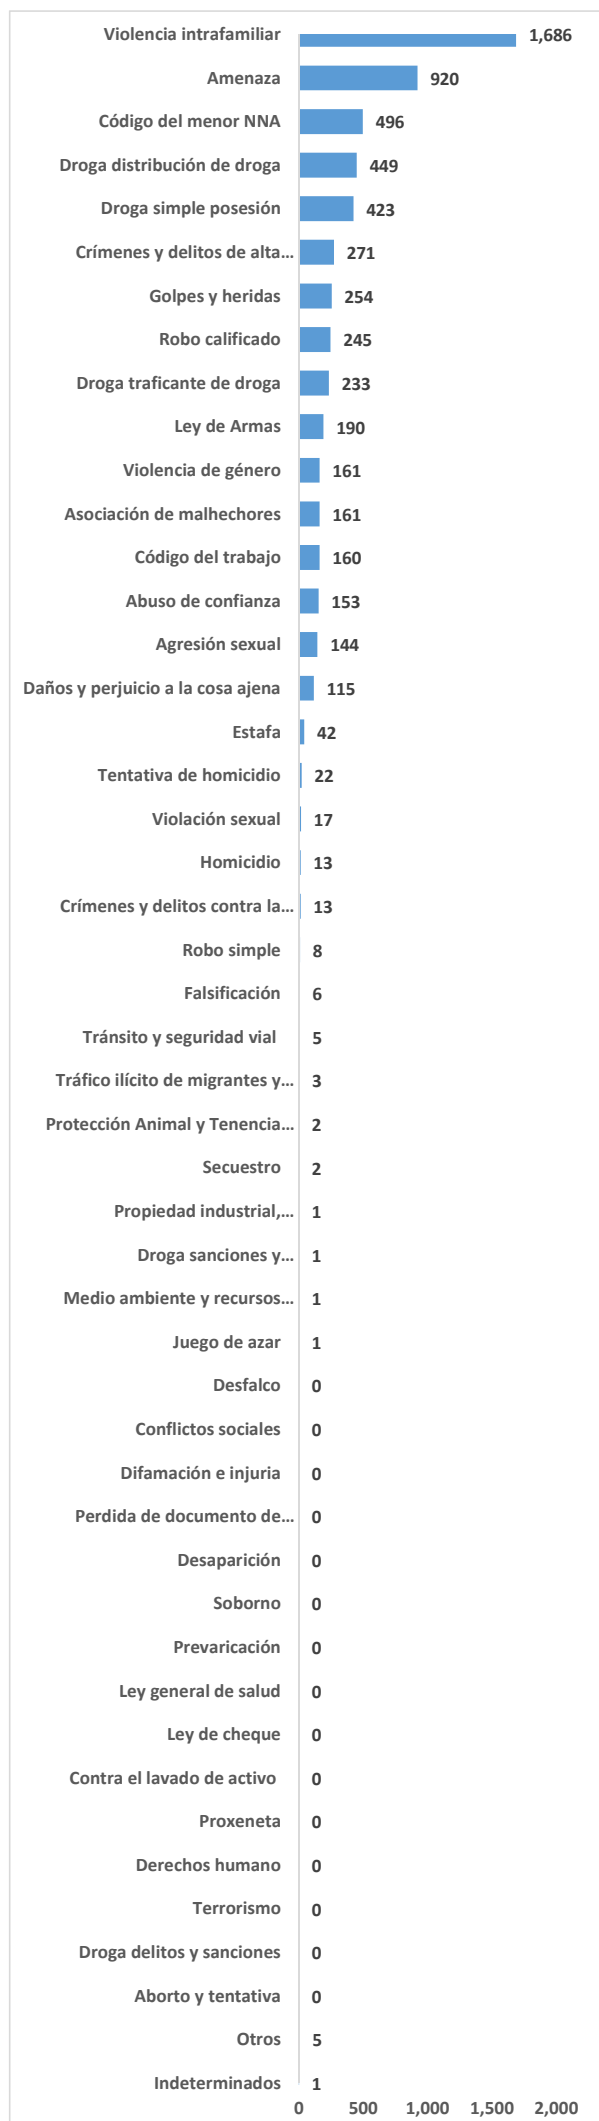 Violencia intrafamiliar 1,686
Amenaza 920
Código del menor NNA 496
Droga distribución de droga 449
Droga simple posesión 423
Crímenes y delitos de alta... 271
Golpes y heridas 254
Robo calificado 245
Droga traficante de droga 233
Ley de Armas 190
Violencia de género 161
Asociación de malhechores 161
Código del trabajo 160
Abuso de confianza 153
Agresión sexual 144
Daños y perjuicio a la cosa ajena 115
Estafa 42
Tentativa de homicidio 22
Violación sexual 17
Homicidio 13
Crímenes y delitos contra la... 13
Robo simple 8
Falsificación 6
Tránsito y seguridad vial 5
Tráfico ilícito de migrantes y... 3
Protección Animal y Tenencia... 2
Secuestro 2
Propiedad industrial,... 1
Droga sanciones y... 1
Medio ambiente y recursos... 1
Juego de azar 1
Desfalco 0
Conflictos sociales 0
Difamación e injuria 0
Perdida de documento de... 0
Desaparición 0
Soborno 0
Prevaricación 0
Ley general de salud 0
Ley de cheque 0
Contra el lavado de activo 0
Proxeneta 0
Derechos humano 0
Terrorismo 0
Droga delitos y sanciones 0
Aborto y tentativa 0
Otros 5
Indeterminados 1
0 500 1,000 1,500 2,000